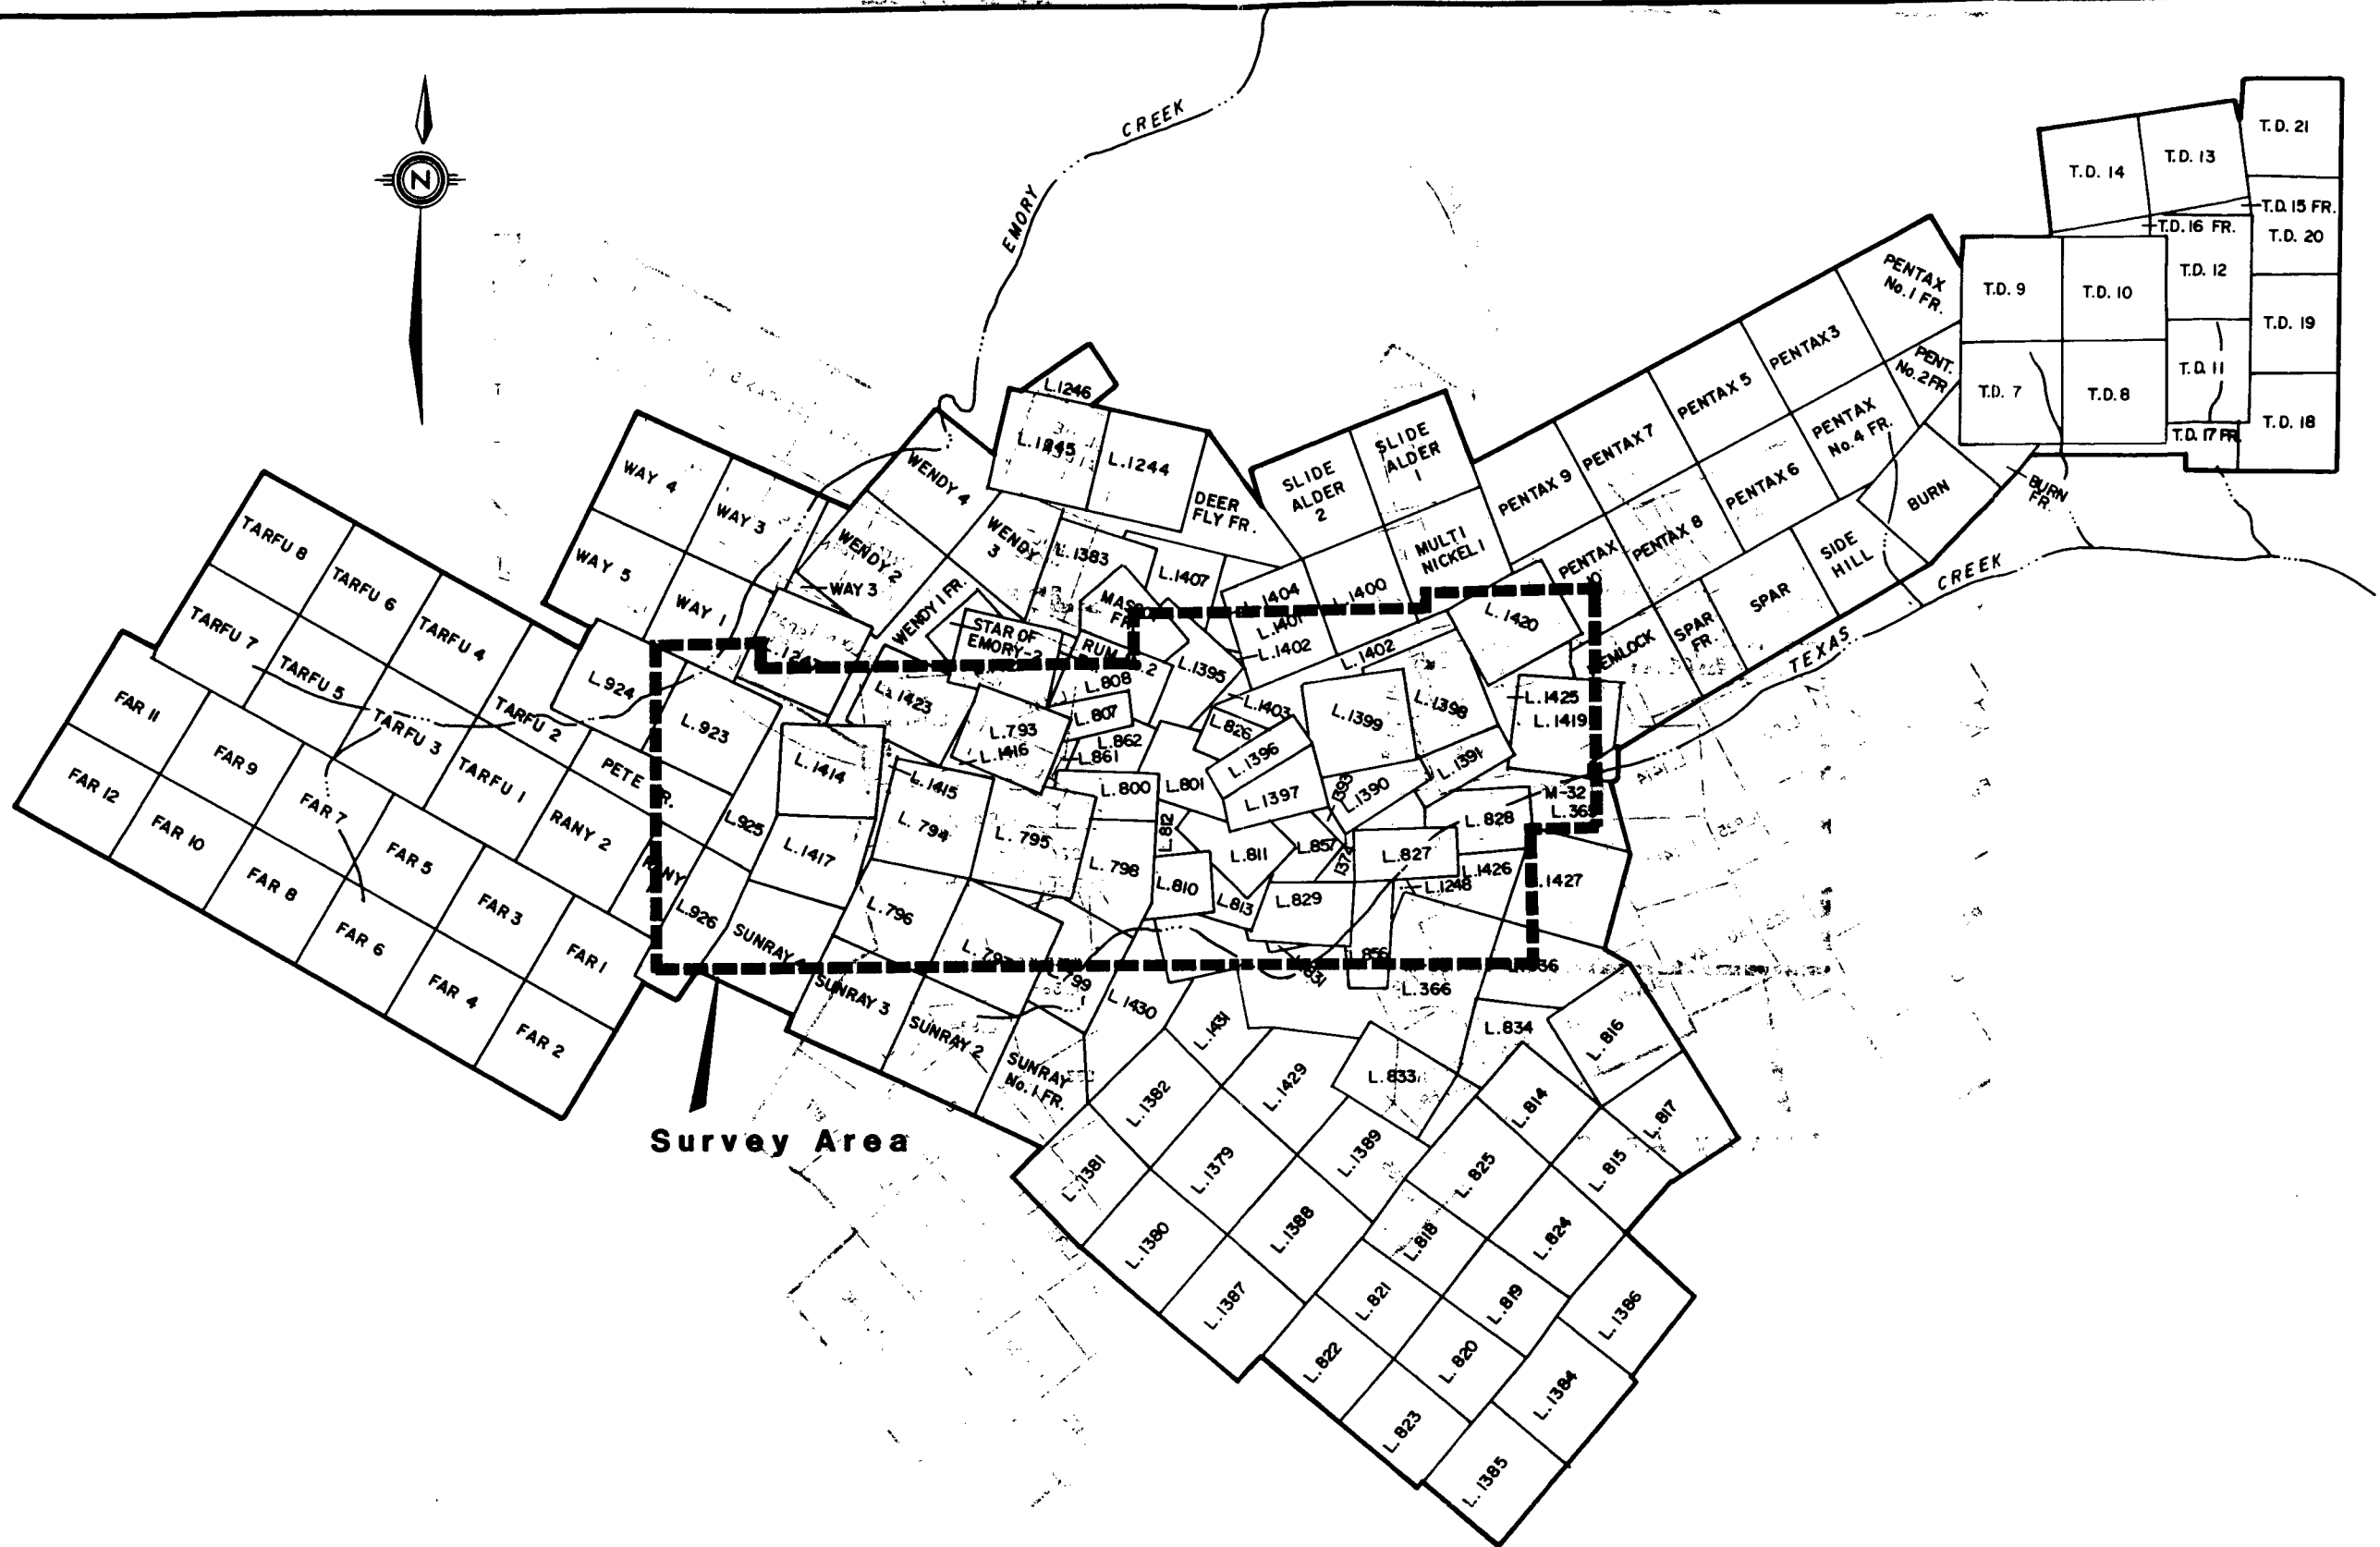 N
EMORY
CREEK
T.D. 21
T.D. 13
T.D. 14
T.D. 15 FR.
T.D. 16 FR.
T.D. 20
T.D. 12
T.D. 9
T.D. 10
T.D. 19
T.D. 11
T.D. 7
T.D. 8
T.D. 18
T.D. 17 FR.
PENTAX
No. 1 FR.
PENT.
No. 2 FR
PENTAX 3
PENTAX 5
PENTAX
No. 4 FR.
PENTAX 7
PENTAX 6
PENTAX 9
PENTAX 8
PENTAX
10
BURN
BURN
FR.
SIDE
HILL
SPAR
SPAR
FR.
HEMLOCK
TEXAS
CREEK
SLIDE
ALDER
1
SLIDE
ALDER
2
MULTI
NICKEL 1
L.1246
L.1244
DEER
FLY FR.
WENDY 4
WENDY
3
WENDY 2
WENDY 1 FR.
WAY 4
WAY 3
WAY 5
WAY 1
WAY 3
L.1383
L.1407
L.1404
L.1400
L.1401
L.1402
L.1402
L.1420
STAR OF
EMORY-2
L.1395
L.808
L.807
L.1403
L.826
L.1399
L.1398
L.1425
L.1419
L.1396
L.1397
L.1390
L.1391
1393
M-32
L.828
L.827
L.1426
L.1248
L.1427
L.924
L.923
L.925
L.926
L.1423
L.793
L.1416
L.862
L.861
L.800
L.801
L.812
L.1414
L.1415
L.1417
L.794
L.795
L.798
L.796
L.799
L.810
L.811
L.813
L.857
L.829
856
L.366
TARFU 8
TARFU 6
TARFU 4
TARFU 2
TARFU 7
TARFU 5
TARFU 3
TARFU 1
PETE FR.
RANY 2
RANY
FAR 11
FAR 9
FAR 7
FAR 5
FAR 3
FAR 1
FAR 12
FAR 10
FAR 8
FAR 6
FAR 4
FAR 2
SUNRAY 4
SUNRAY 3
SUNRAY 2
SUNRAY
No. 1 FR.
Survey Area
L.1430
L.1431
L.1429
L.1382
L.1381
L.1379
L.1380
L.1388
L.1387
L.1389
L.833
L.834
L.816
L.814
L.817
L.815
L.825
L.824
L.818
L.819
L.821
L.820
L.822
L.823
L.1386
L.1384
L.1385